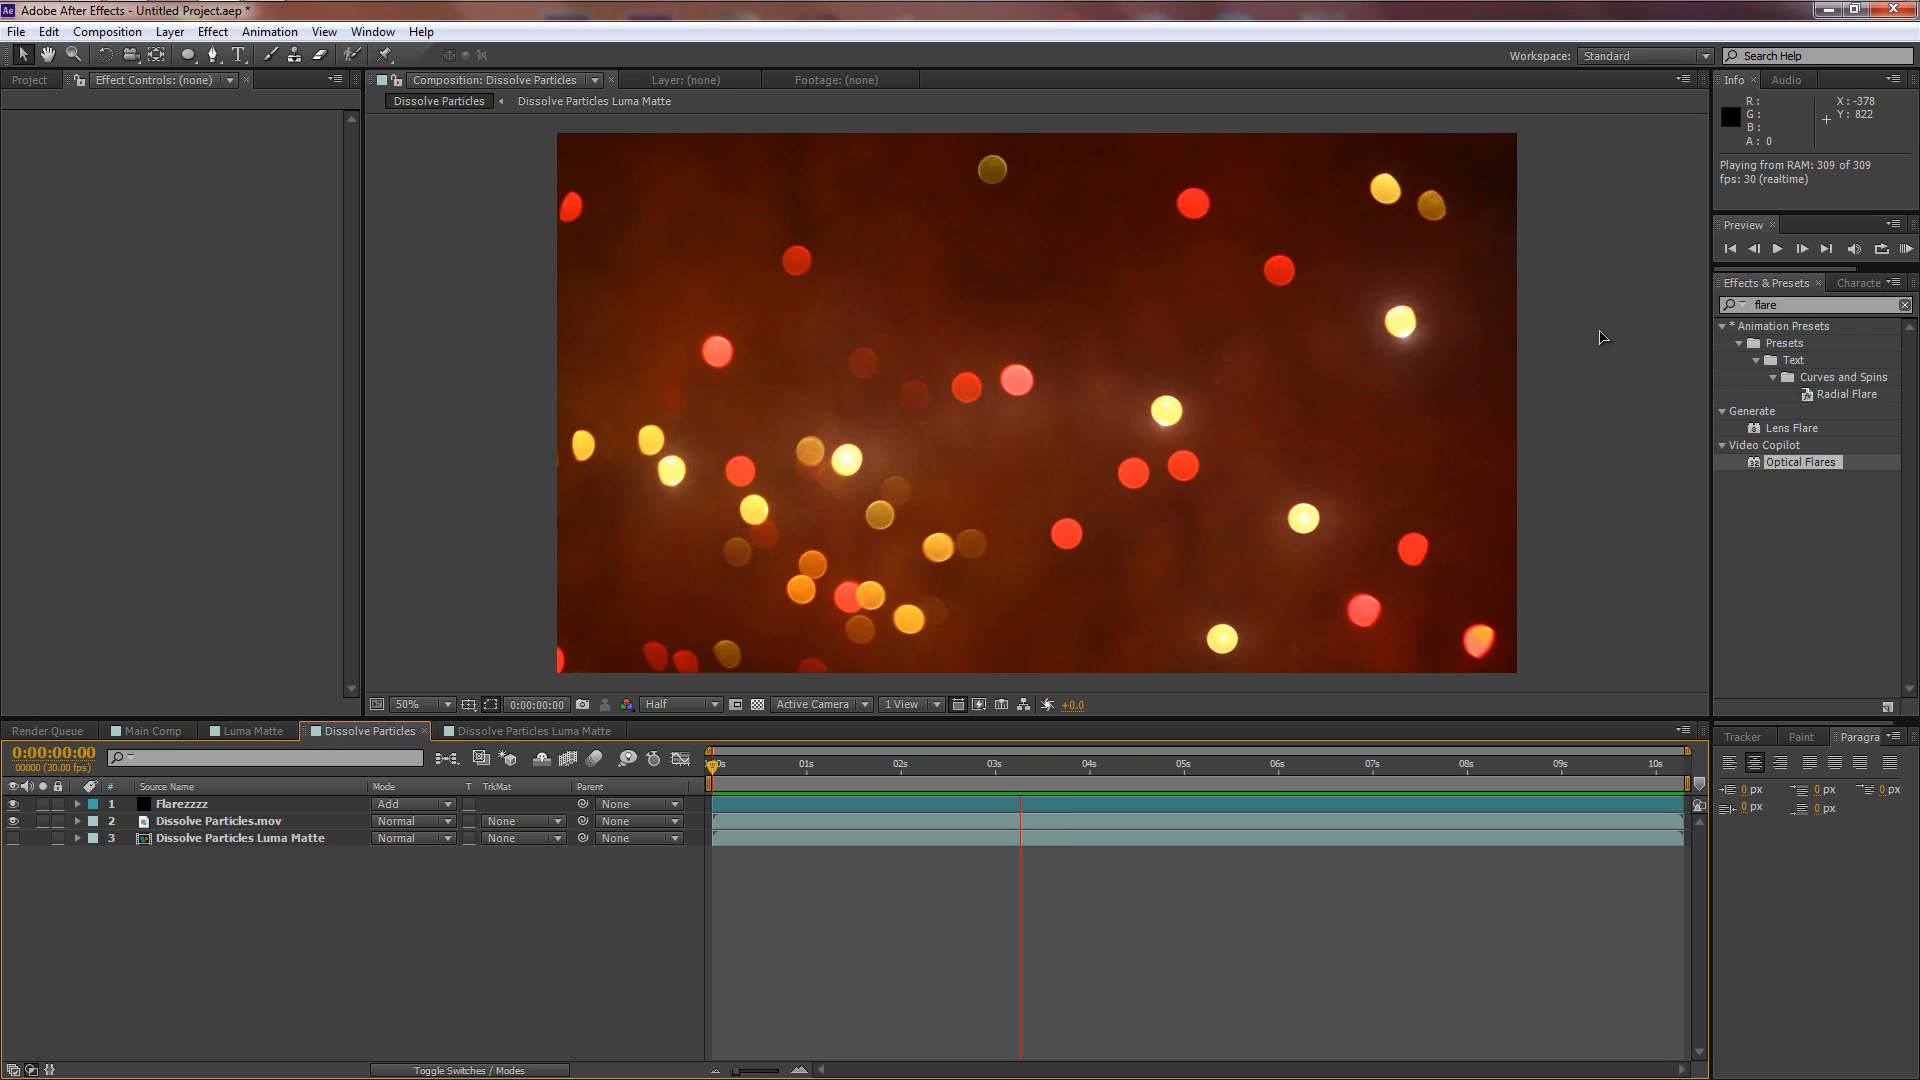 Ae Adobe After Effects - Untitled Project.aep *
File Edit Composition Layer Effect Animation View Window Help
Workspace: Standard Search Help
Project Effect Controls: (none) Composition: Dissolve Particles Layer: (none) Footage: (none) Info Audio
Dissolve Particles Dissolve Particles Luma Matte
R :
G :
B :
A : 0
X : -378
Y : 822
Playing from RAM: 309 of 309
fps: 30 (realtime)
Preview
Effects & Presets Characte
flare
* Animation Presets
Presets
Text
Curves and Spins
Radial Flare
Generate
Lens Flare
Video Copilot
32 Optical Flares
50% 0:00:00:00 Half Active Camera 1 View +0.0
Render Queue Main Comp Luma Matte Dissolve Particles Dissolve Particles Luma Matte
Tracker Paint Paragra
0:00:00:00
00000 (30.00 fps)
01s 02s 03s 04s 05s 06s 07s 08s 09s 10s
# Source Name Mode T TrkMat Parent
1 Flarezzzz Add None
2 Dissolve Particles.mov Normal None None
3 Dissolve Particles Luma Matte Normal None None
0 px 0 px 0 px
0 px 0 px
Toggle Switches / Modes